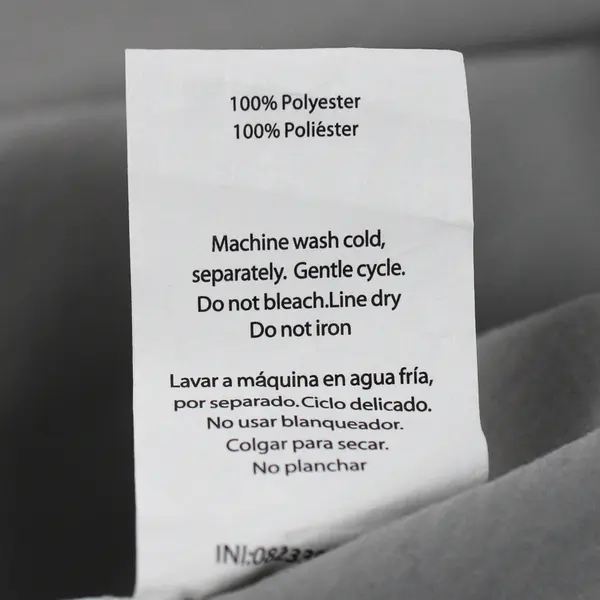 100% Polyester
100% Poliéster
Machine wash cold,
separately. Gentle cycle.
Do not bleach.Line dry
Do not iron
Lavar a máquina en agua fría,
por separado.Ciclo delicado.
No usar blanqueador.
Colgar para secar.
No planchar